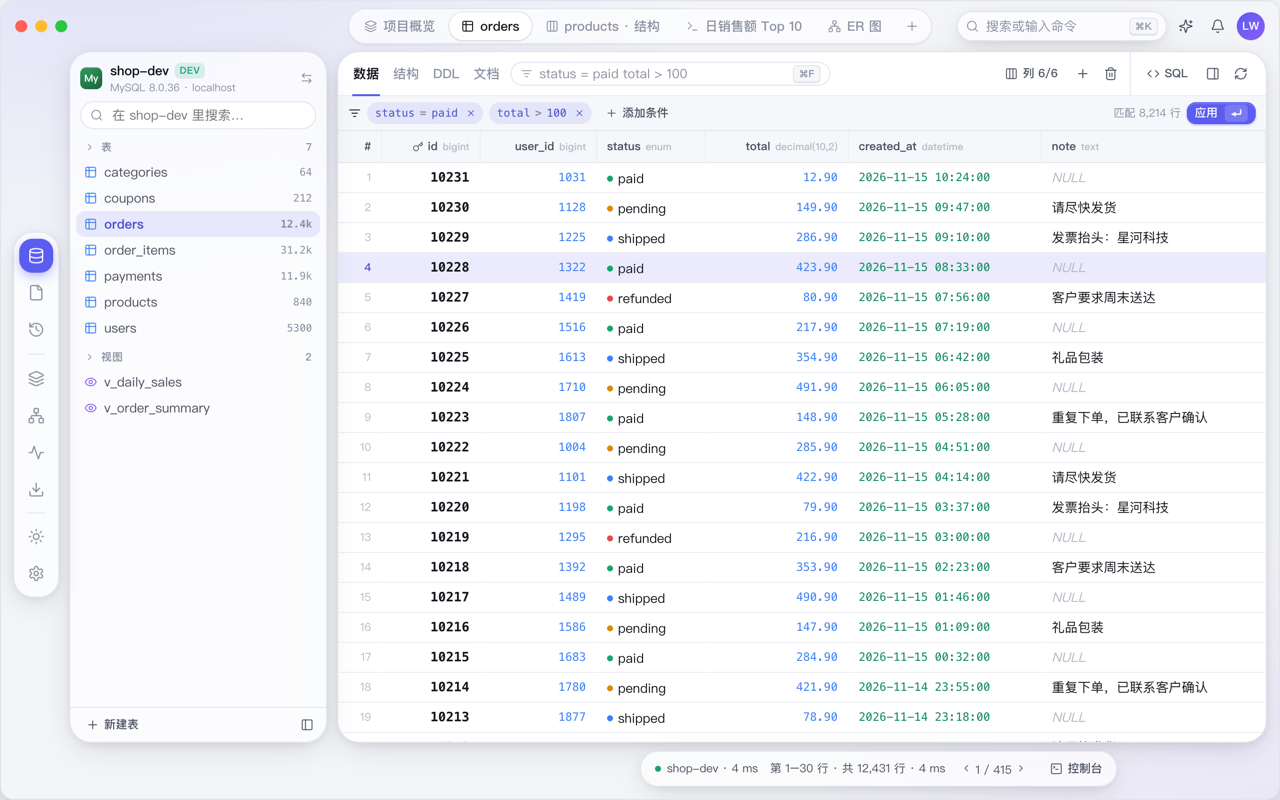 项目概览
orders
products · 结构
日销售额 Top 10
ER 图
搜索或输入命令
⌘K
LW
My
shop-dev DEV
MySQL 8.0.36 · localhost
在 shop-dev 里搜索…
表 7
categories 64
coupons 212
orders 12.4k
order_items 31.2k
payments 11.9k
products 840
users 5300
视图 2
v_daily_sales
v_order_summary
新建表
数据 结构 DDL 文档
status = paid total > 100 ⌘F
列 6/6
SQL
status = paid ×
total > 100 ×
+ 添加条件
匹配 8,214 行
应用
# id bigint user_id bigint status enum total decimal(10,2) created_at datetime note text
1 10231 1031 paid 12.90 2026-11-15 10:24:00 NULL
2 10230 1128 pending 149.90 2026-11-15 09:47:00 请尽快发货
3 10229 1225 shipped 286.90 2026-11-15 09:10:00 发票抬头：星河科技
4 10228 1322 paid 423.90 2026-11-15 08:33:00 NULL
5 10227 1419 refunded 80.90 2026-11-15 07:56:00 客户要求周末送达
6 10226 1516 paid 217.90 2026-11-15 07:19:00 NULL
7 10225 1613 shipped 354.90 2026-11-15 06:42:00 礼品包装
8 10224 1710 pending 491.90 2026-11-15 06:05:00 NULL
9 10223 1807 paid 148.90 2026-11-15 05:28:00 重复下单，已联系客户确认
10 10222 1004 pending 285.90 2026-11-15 04:51:00 NULL
11 10221 1101 shipped 422.90 2026-11-15 04:14:00 请尽快发货
12 10220 1198 paid 79.90 2026-11-15 03:37:00 发票抬头：星河科技
13 10219 1295 refunded 216.90 2026-11-15 03:00:00 NULL
14 10218 1392 paid 353.90 2026-11-15 02:23:00 客户要求周末送达
15 10217 1489 shipped 490.90 2026-11-15 01:46:00 NULL
16 10216 1586 pending 147.90 2026-11-15 01:09:00 礼品包装
17 10215 1683 paid 284.90 2026-11-15 00:32:00 NULL
18 10214 1780 pending 421.90 2026-11-14 23:55:00 重复下单，已联系客户确认
19 10213 1877 shipped 78.90 2026-11-14 23:18:00 NULL
shop-dev · 4 ms 第 1–30 行 · 共 12,431 行 · 4 ms 1 / 415 控制台